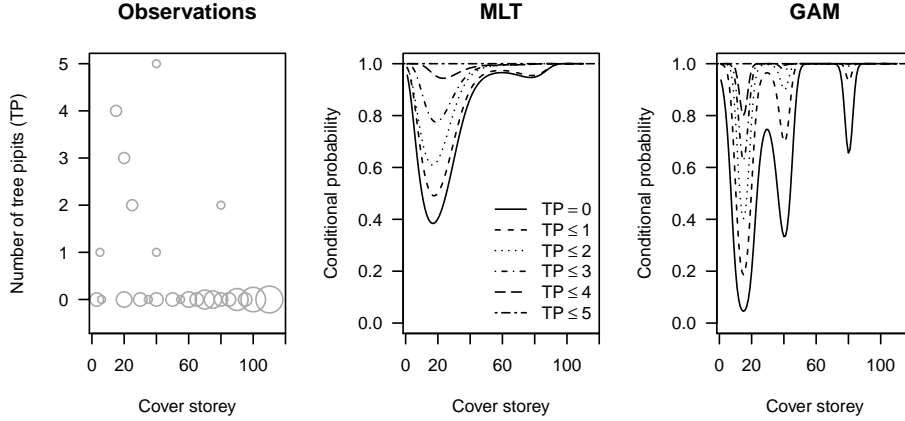 Observations
Number of tree pipits (TP)
5
4
3
2
1
0
0
20
60
100
Cover storey
MLT
Conditional probability
1.0
0.8
0.6
0.4
0.2
0.0
TP = 0
TP ≤ 1
TP ≤ 2
TP ≤ 3
TP ≤ 4
TP ≤ 5
0
20
60
100
Cover storey
GAM
Conditional probability
1.0
0.8
0.6
0.4
0.2
0.0
0
20
60
100
Cover storey